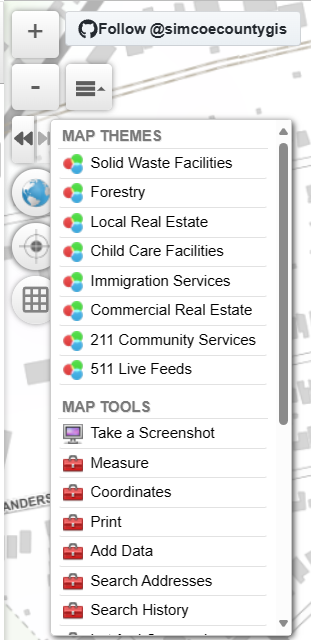 +
Follow @simcoecountygis
-
MAP THEMES
Solid Waste Facilities
Forestry
Local Real Estate
Child Care Facilities
Immigration Services
Commercial Real Estate
211 Community Services
511 Live Feeds
MAP TOOLS
Take a Screenshot
Measure
Coordinates
Print
ANDERS
Add Data
Search Addresses
Search History